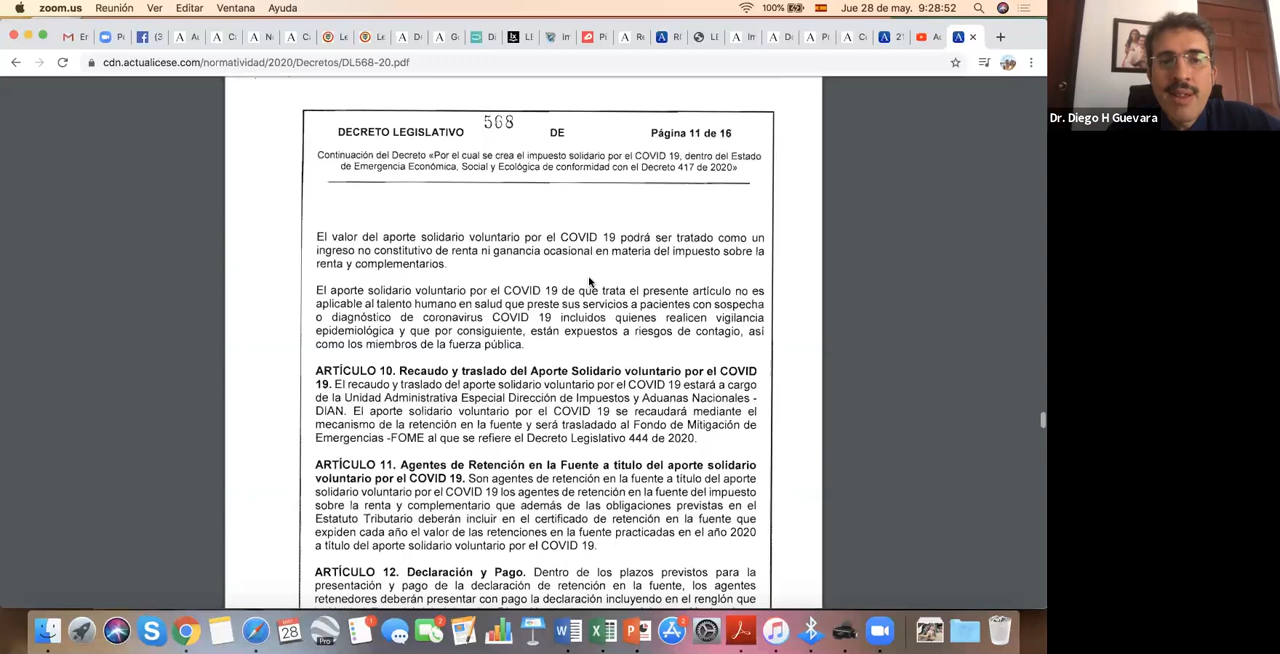 zoom.us Reunión Ver Editar Ventana Ayuda 100% Jue 28 de may. 9:28:52
cdn.actualicese.com/normatividad/2020/Decretos/DL568-20.pdf
Dr. Diego H Guevara
DECRETO LEGISLATIVO 568 DE Página 11 de 16
Continuación del Decreto «Por el cual se crea el impuesto solidario por el COVID 19, dentro del Estado
de Emergencia Económica, Social y Ecológica de conformidad con el Decreto 417 de 2020»
El valor del aporte solidario voluntario por el COVID 19 podrá ser tratado como un
ingreso no constitutivo de renta ni ganancia ocasional en materia del impuesto sobre la
renta y complementarios.
El aporte solidario voluntario por el COVID 19 de que trata el presente artículo no es
aplicable al talento humano en salud que preste sus servicios a pacientes con sospecha
o diagnóstico de coronavirus COVID 19 incluidos quienes realicen vigilancia
epidemiológica y que por consiguiente, están expuestos a riesgos de contagio, así
como los miembros de la fuerza pública.
ARTÍCULO 10. Recaudo y traslado del Aporte Solidario voluntario por el COVID
19. El recaudo y traslado del aporte solidario voluntario por el COVID 19 estará a cargo
de la Unidad Administrativa Especial Dirección de Impuestos y Aduanas Nacionales -
DIAN. El aporte solidario voluntario por el COVID 19 se recaudará mediante el
mecanismo de la retención en la fuente y será trasladado al Fondo de Mitigación de
Emergencias -FOME al que se refiere el Decreto Legislativo 444 de 2020.
ARTÍCULO 11. Agentes de Retención en la Fuente a titulo del aporte solidario
voluntario por el COVID 19. Son agentes de retención en la fuente a titulo del aporte
solidario voluntario por el COVID 19 los agentes de retención en la fuente del impuesto
sobre la renta y complementario que además de las obligaciones previstas en el
Estatuto Tributario deberán incluir en el certificado de retención en la fuente que
expiden cada año el valor de las retenciones en la fuente practicadas en el año 2020
a título del aporte solidario voluntario por el COVID 19.
ARTÍCULO 12. Declaración y Pago. Dentro de los plazos previstos para la
presentación y pago de la declaración de retención en la fuente, los agentes
retenedores deberán presentar con pago la declaración incluyendo en el renglón que